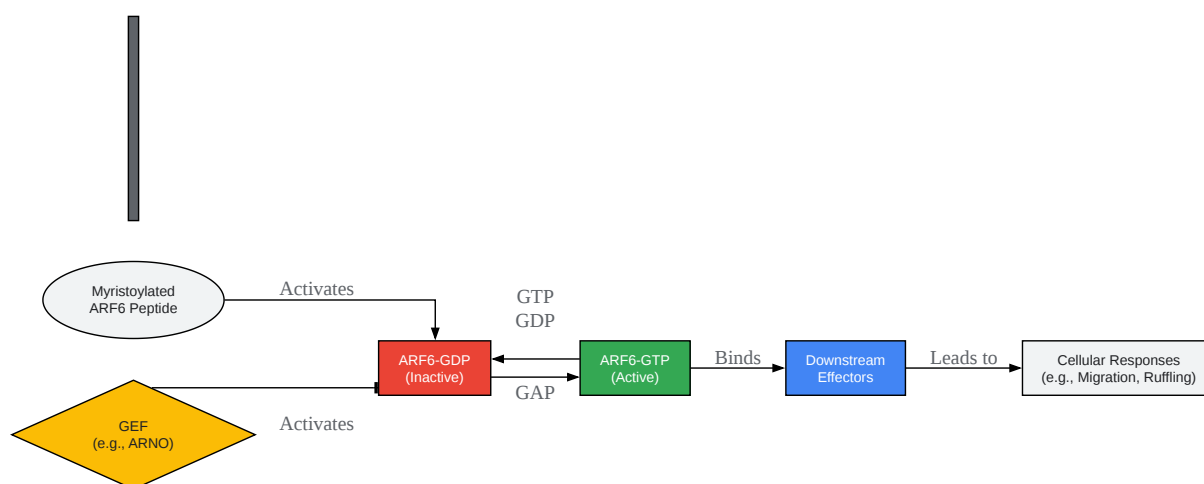 Myristoylated
ARF6 Peptide
Activates
GTP
GDP
ARF6-GDP
(Inactive)
ARF6-GTP
(Active)
GAP
Binds
Downstream
Effectors
Leads to
Cellular Responses
(e.g., Migration, Ruffling)
GEF
(e.g., ARNO)
Activates